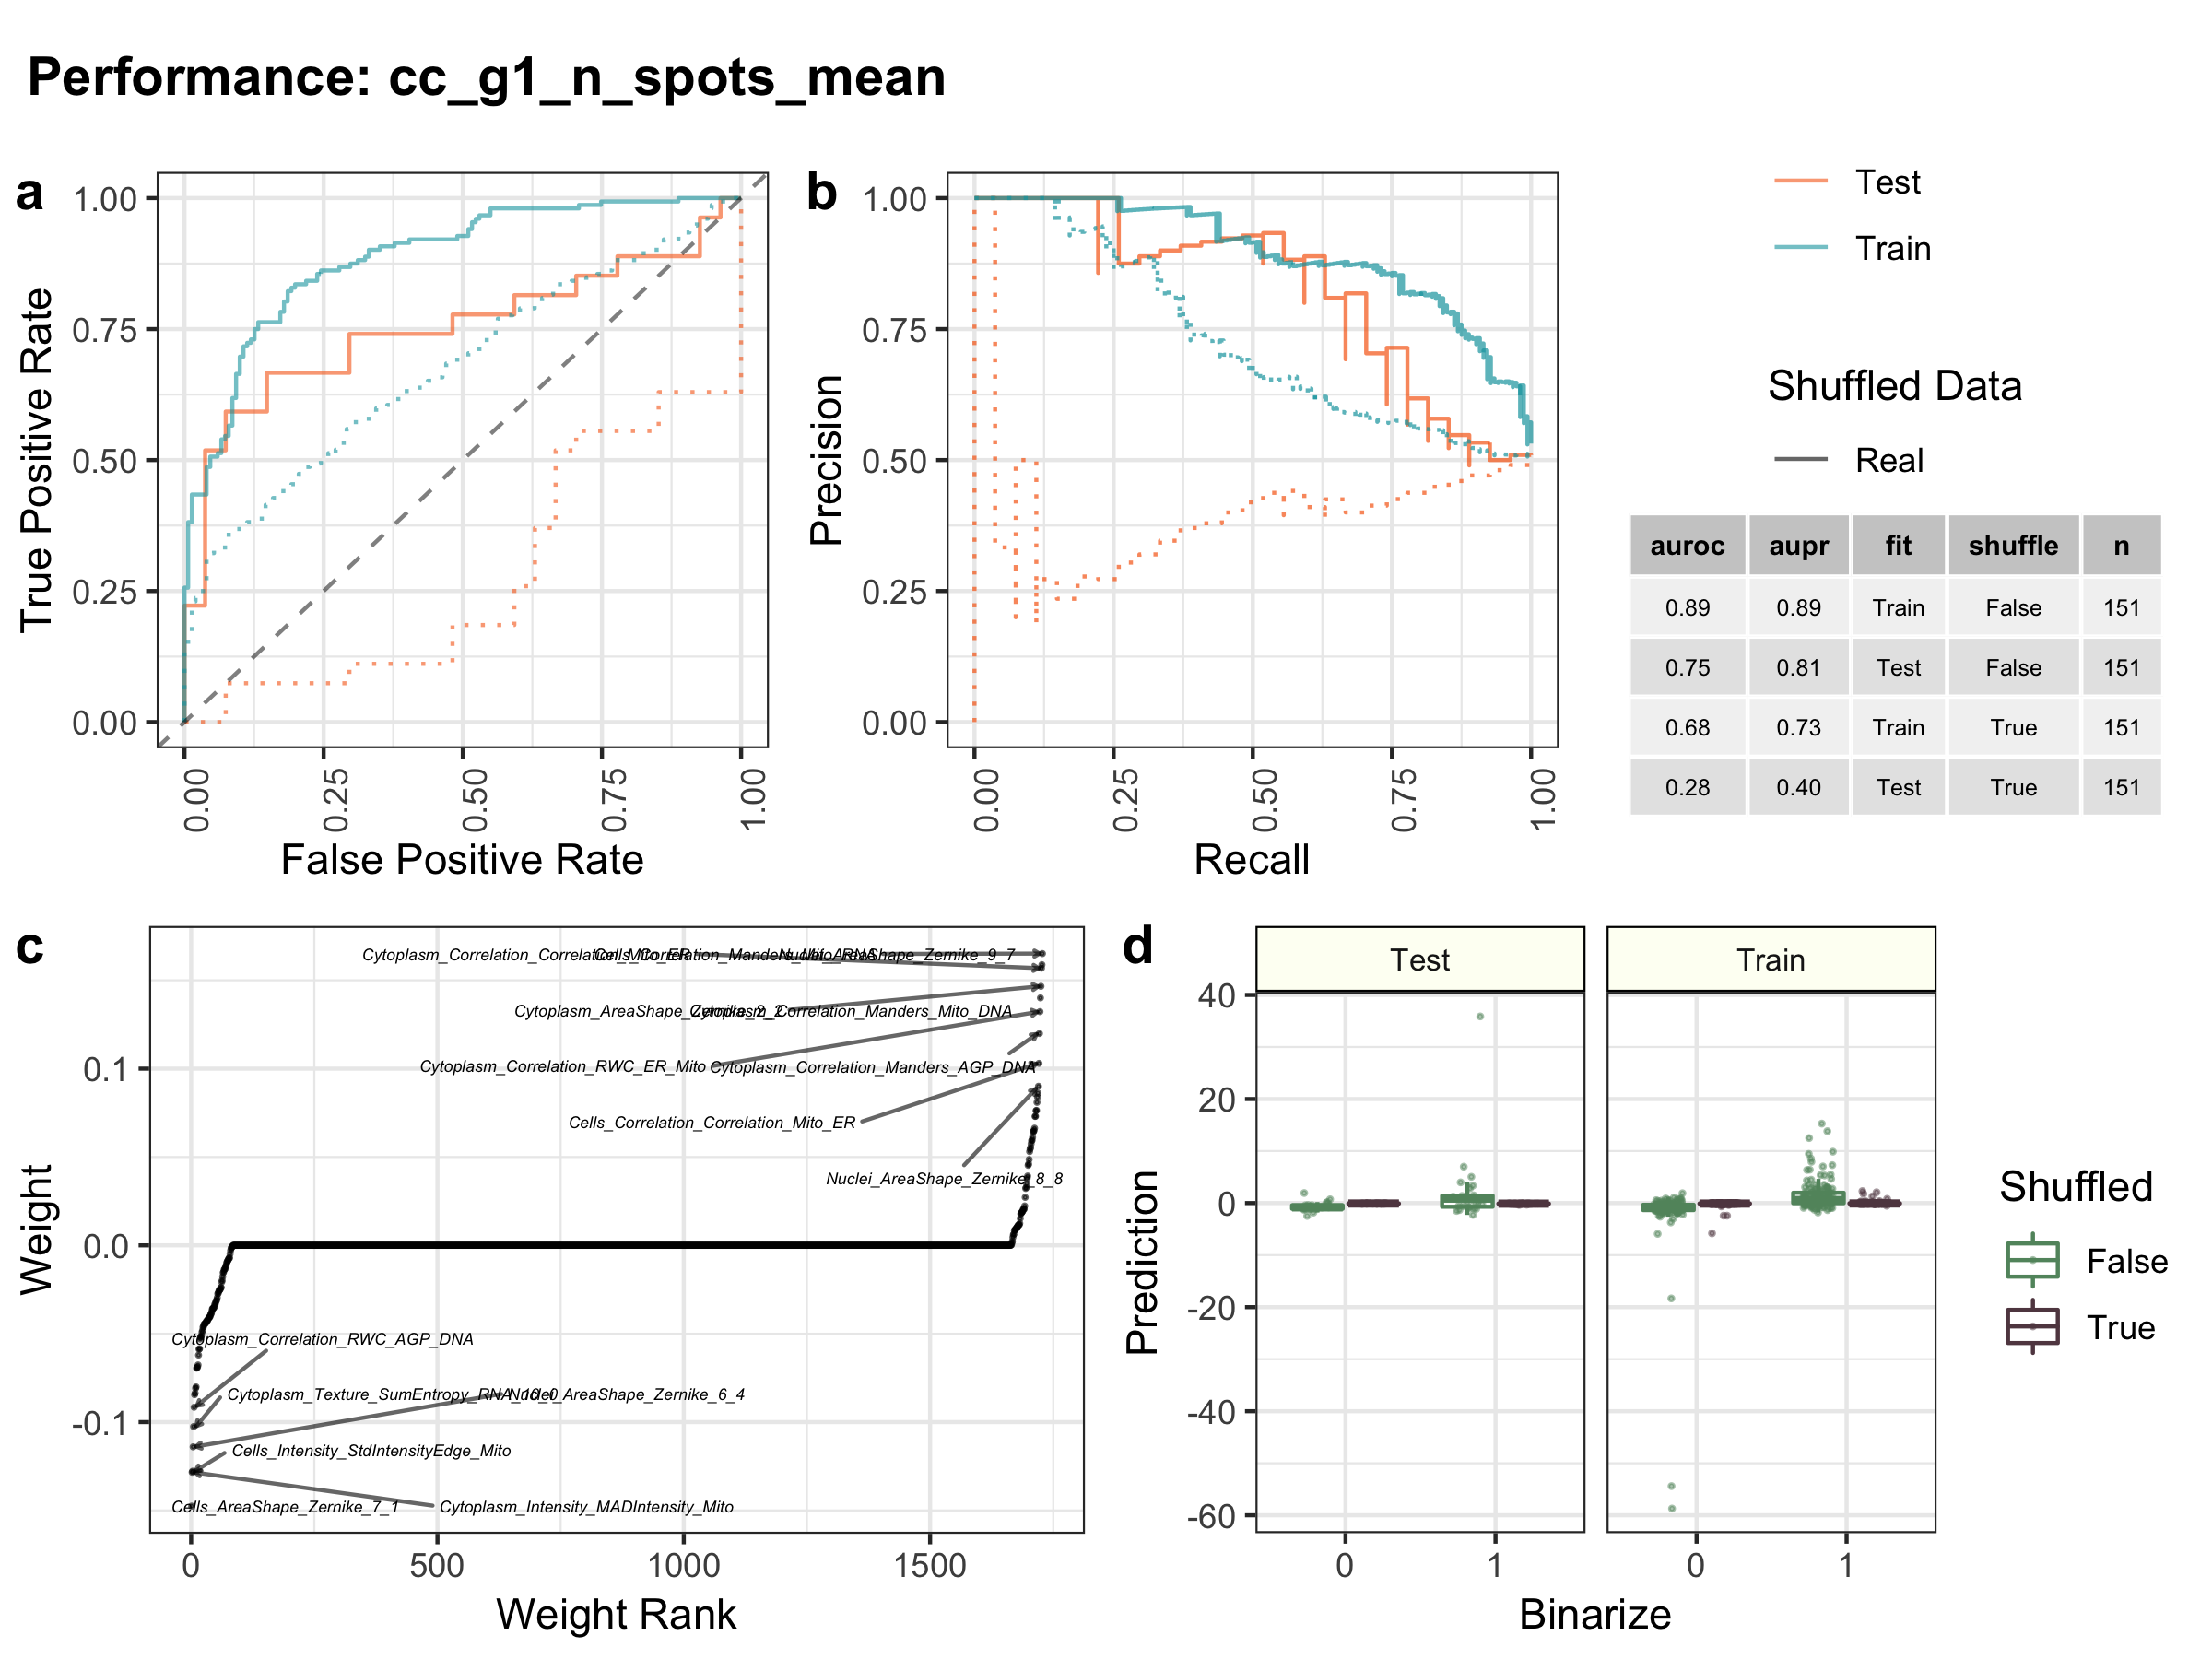 Performance: cc_g1_n_spots_mean
a
1.00
0.75
0.50
0.25
0.00
True Positive Rate
0.00
0.25
0.50
0.75
1.00
False Positive Rate
b
1.00
0.75
0.50
0.25
0.00
Precision
0.00
0.25
0.50
0.75
1.00
Recall
Test
Train
Shuffled Data
Real
auroc aupr fit shuffle n
0.89 0.89 Train False 151
0.75 0.81 Test False 151
0.68 0.73 Train True 151
0.28 0.40 Test True 151
c
0.1
0.0
-0.1
Weight
Cytoplasm_Correlation_Correlation_Mito_ER
Cells_Correlation_Manders_Mito_RNA
Nuclei_AreaShape_Zernike_9_7
Cytoplasm_AreaShape_Zernike_2_2
Cytoplasm_Correlation_Manders_Mito_DNA
Cytoplasm_Correlation_RWC_ER_Mito
Cytoplasm_Correlation_Manders_AGP_DNA
Cells_Correlation_Correlation_Mito_ER
Nuclei_AreaShape_Zernike_8_8
Cytoplasm_Correlation_RWC_AGP_DNA
Cytoplasm_Texture_SumEntropy_RNA_10_0
Nuclei_AreaShape_Zernike_6_4
Cells_Intensity_StdIntensityEdge_Mito
Cells_AreaShape_Zernike_7_1
Cytoplasm_Intensity_MADIntensity_Mito
0
500
1000
1500
Weight Rank
d
Test
Train
40
20
0
-20
-40
-60
Prediction
0
1
0
1
Binarize
Shuffled
False
True